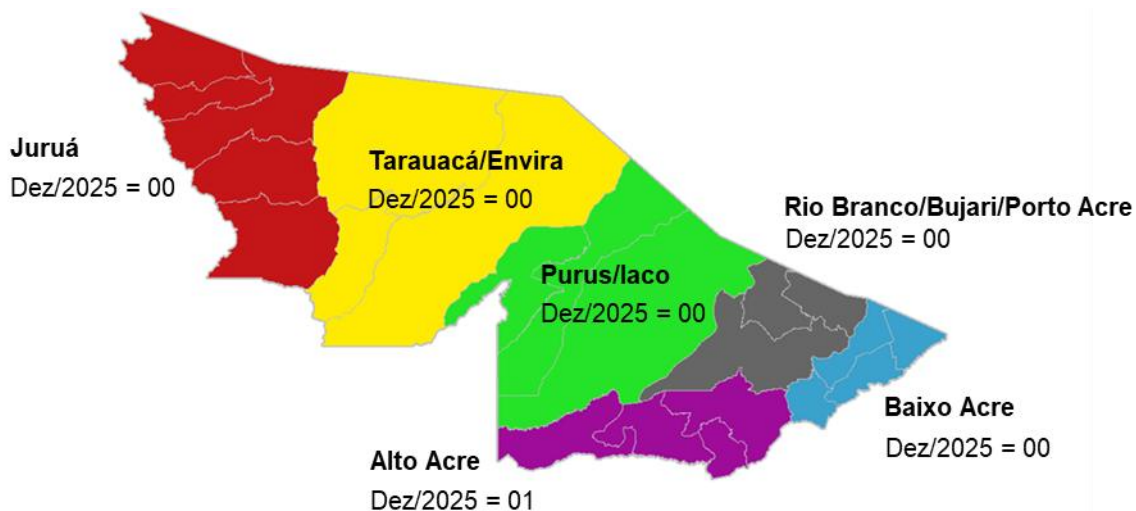 Juruá
Dez/2025 = 00
Tarauacá/Envira
Dez/2025 = 00
Rio Branco/Bujari/Porto Acre
Dez/2025 = 00
Purus/Iaco
Dez/2025 = 00
Baixo Acre
Dez/2025 = 00
Alto Acre
Dez/2025 = 01